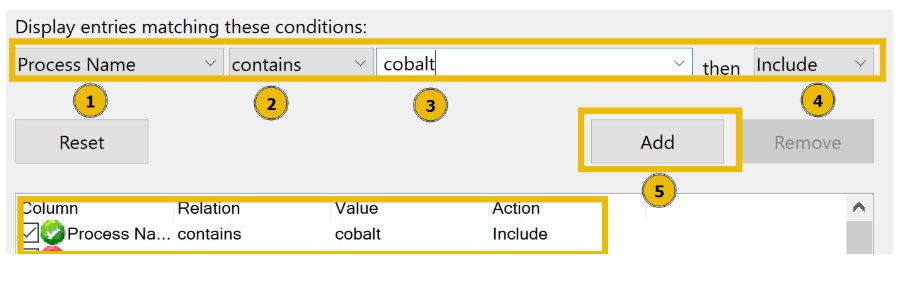 Display entries matching these conditions:
Process Name contains cobalt then Include
1 2 3 4
Reset Add Remove
5
Column Relation Value Action
Process Na... contains cobalt Include